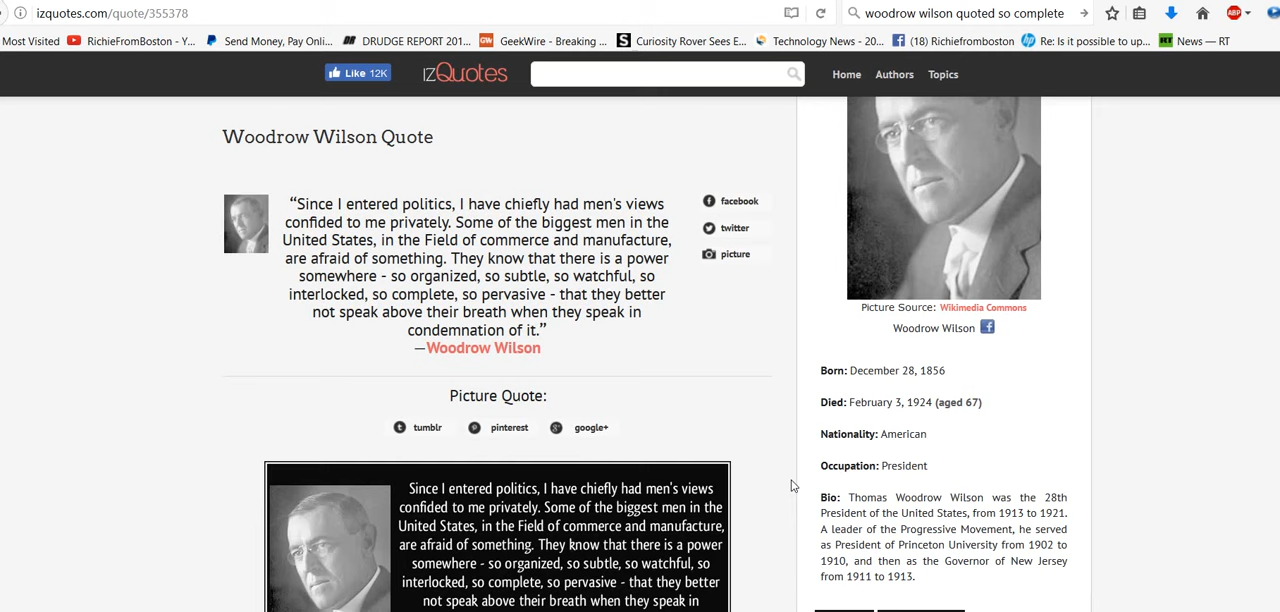 izquotes.com/quote/355378
woodrow wilson quoted so complete
ABP
Most Visited RichieFromBoston - Y... Send Money, Pay Onli... DRUDGE REPORT 201... GW GeekWire - Breaking ... S Curiosity Rover Sees E... Technology News - 20... (18) Richiefromboston Re: Is it possible to up... RT News — RT
Like 12K
izQuotes
Home Authors Topics
Woodrow Wilson Quote
“Since I entered politics, I have chiefly had men's views
confided to me privately. Some of the biggest men in the
United States, in the Field of commerce and manufacture,
are afraid of something. They know that there is a power
somewhere - so organized, so subtle, so watchful, so
interlocked, so complete, so pervasive - that they better
not speak above their breath when they speak in
condemnation of it.”
—Woodrow Wilson
facebook
twitter
picture
Picture Quote:
tumblr pinterest google+
Since I entered politics, I have chiefly had men's views
confided to me privately. Some of the biggest men in the
United States, in the Field of commerce and manufacture,
are afraid of something. They know that there is a power
somewhere - so organized, so subtle, so watchful, so
interlocked, so complete, so pervasive - that they better
not speak above their breath when they speak in
Picture Source: Wikimedia Commons
Woodrow Wilson
Born: December 28, 1856
Died: February 3, 1924 (aged 67)
Nationality: American
Occupation: President
Bio: Thomas Woodrow Wilson was the 28th
President of the United States, from 1913 to 1921.
A leader of the Progressive Movement, he served
as President of Princeton University from 1902 to
1910, and then as the Governor of New Jersey
from 1911 to 1913.